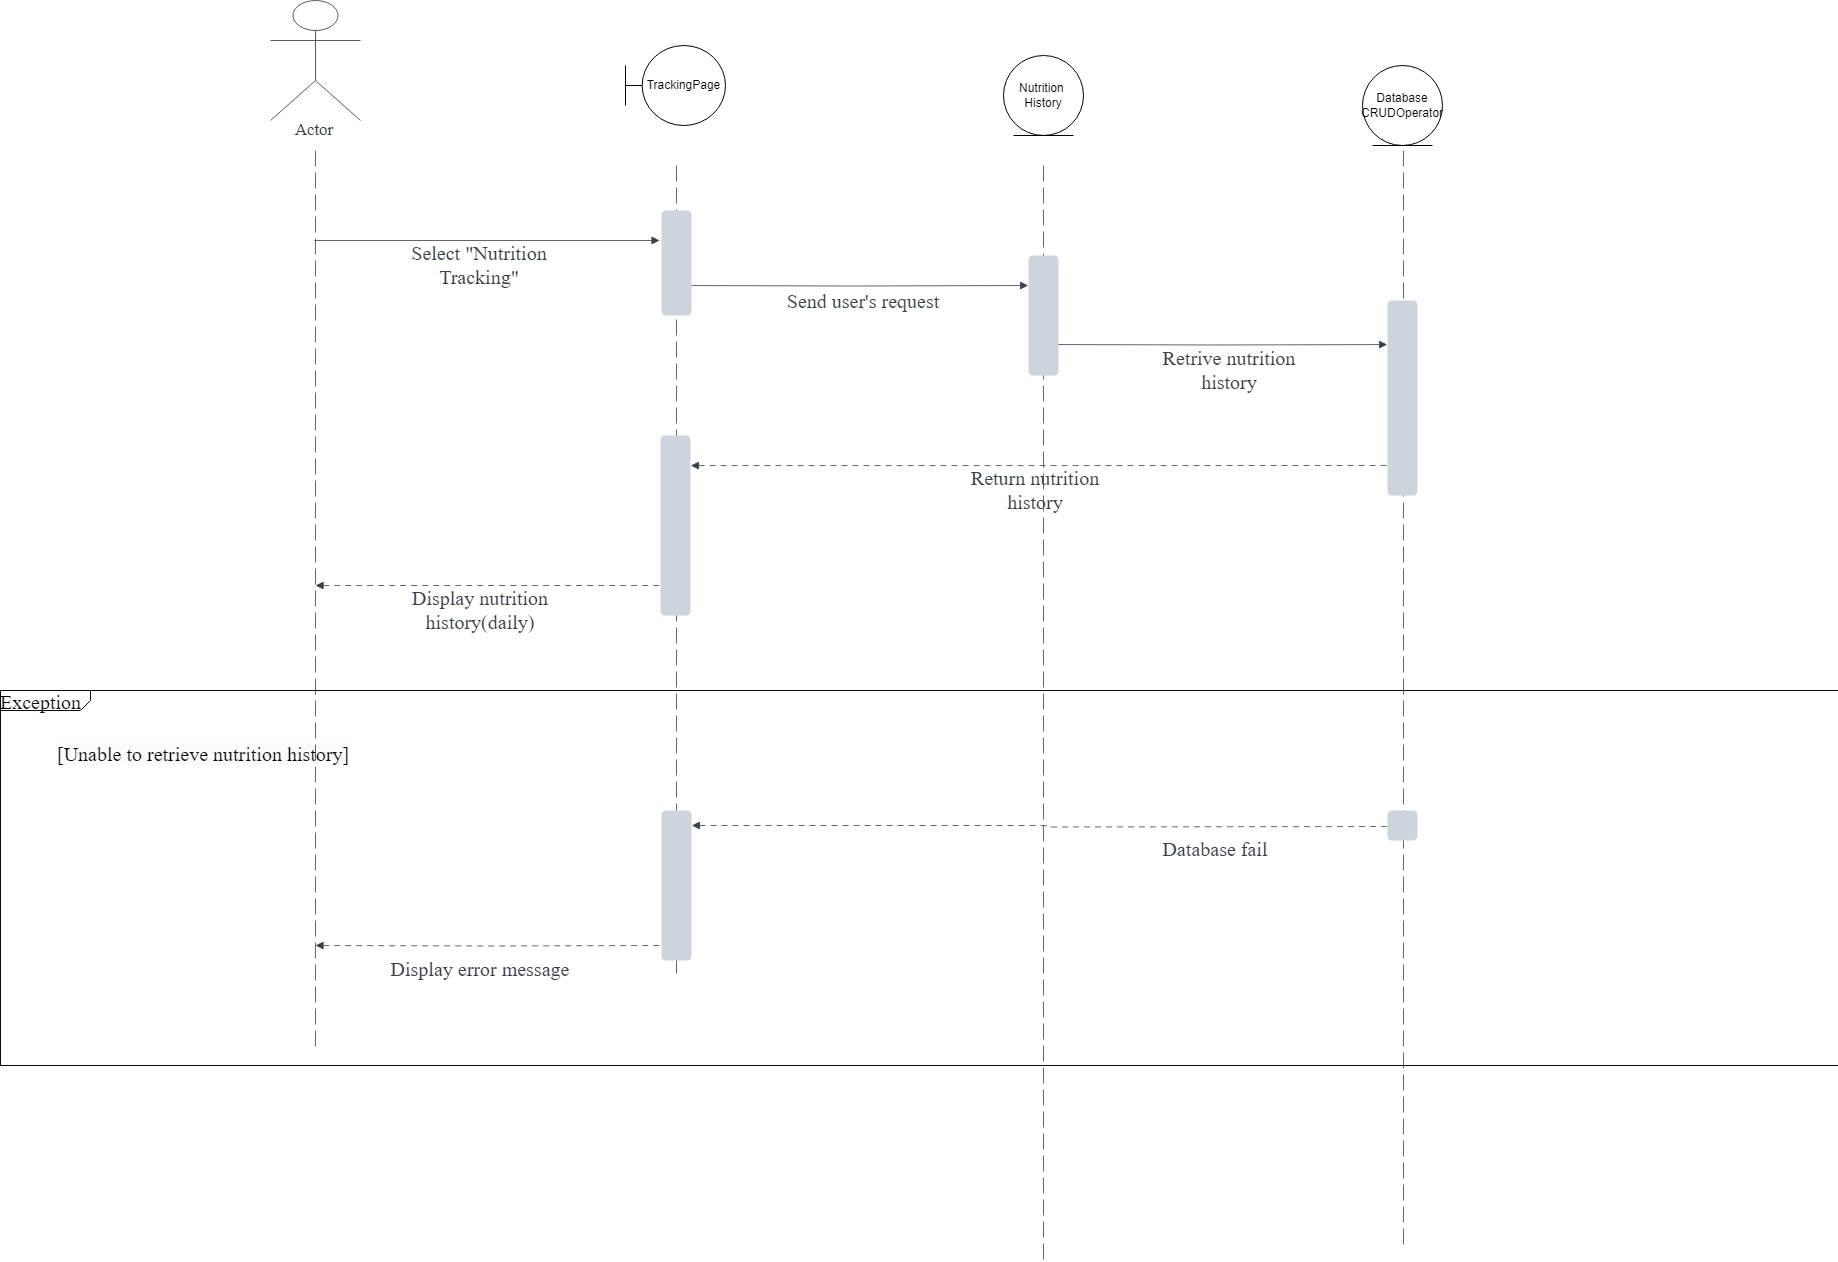 Actor
TrackingPage
Nutrition
History
Database
CRUDOperator
Select "Nutrition
Tracking"
Send user's request
Retrive nutrition
history
Return nutrition
history
Display nutrition
history(daily)
Exception
[Unable to retrieve nutrition history]
Database fail
Display error message